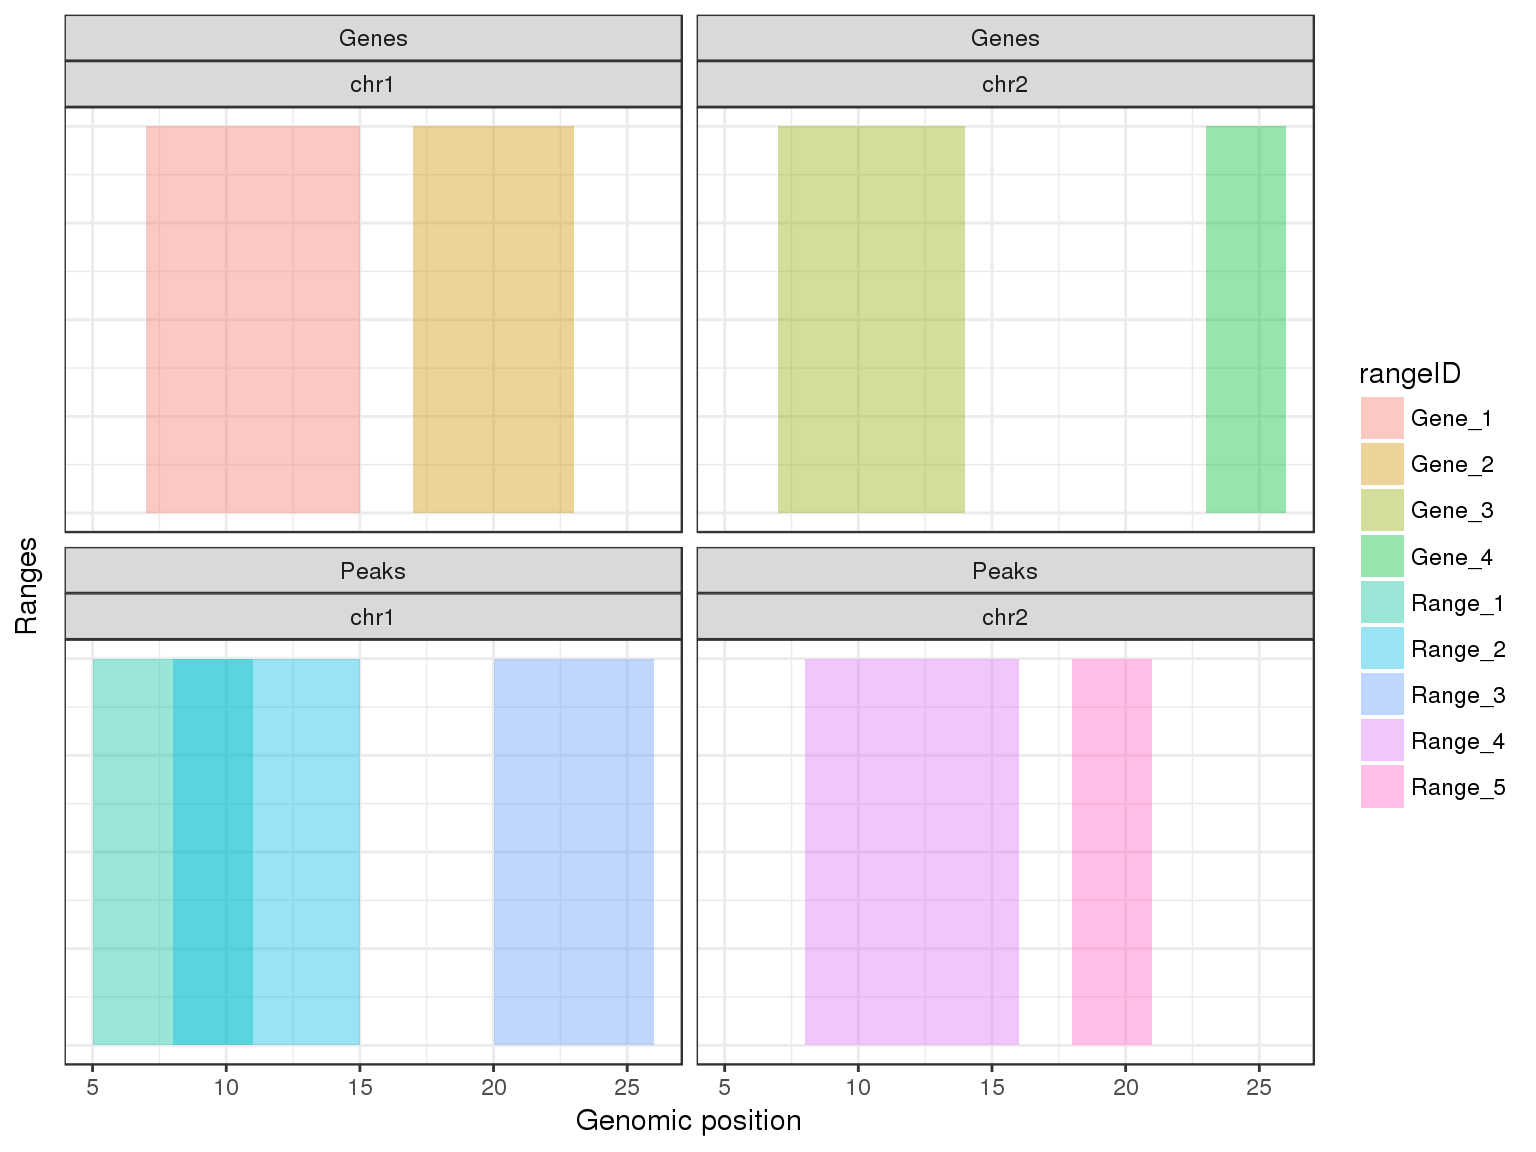 Genes
Genes
chr1
chr2
Ranges
Peaks
Peaks
chr1
chr2
5
10
15
20
25
5
10
15
20
25
Genomic position
rangeID
Gene_1
Gene_2
Gene_3
Gene_4
Range_1
Range_2
Range_3
Range_4
Range_5